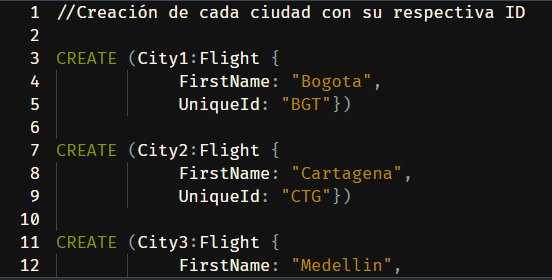 1 //Creación de cada ciudad con su respectiva ID
2
3 CREATE (City1:Flight {
4 FirstName: "Bogota",
5 UniqueId: "BGT"})
6
7 CREATE (City2:Flight {
8 FirstName: "Cartagena",
9 UniqueId: "CTG"})
10
11 CREATE (City3:Flight {
12 FirstName: "Medellin",